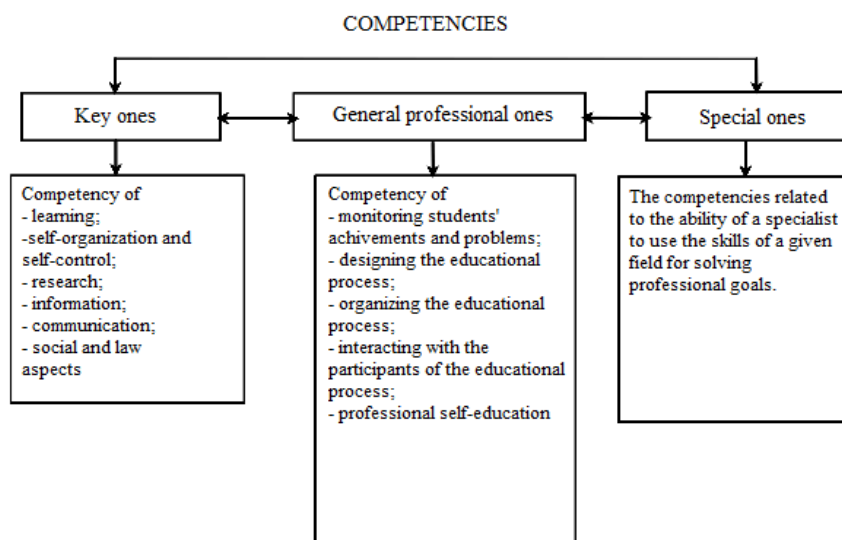 COMPETENCIES
Key ones
General professional ones
Special ones
Competency of
- learning;
-self-organization and
self-control;
- research;
- information;
- communication;
- social and law
aspects
Competency of
- monitoring students'
achivements and problems;
- designing the educational
process;
- organizing the educational
process;
- interacting with the
participants of the educational
process;
- professional self-education
The competencies related
to the ability of a specialist
to use the skills of a given
field for solving
professional goals.